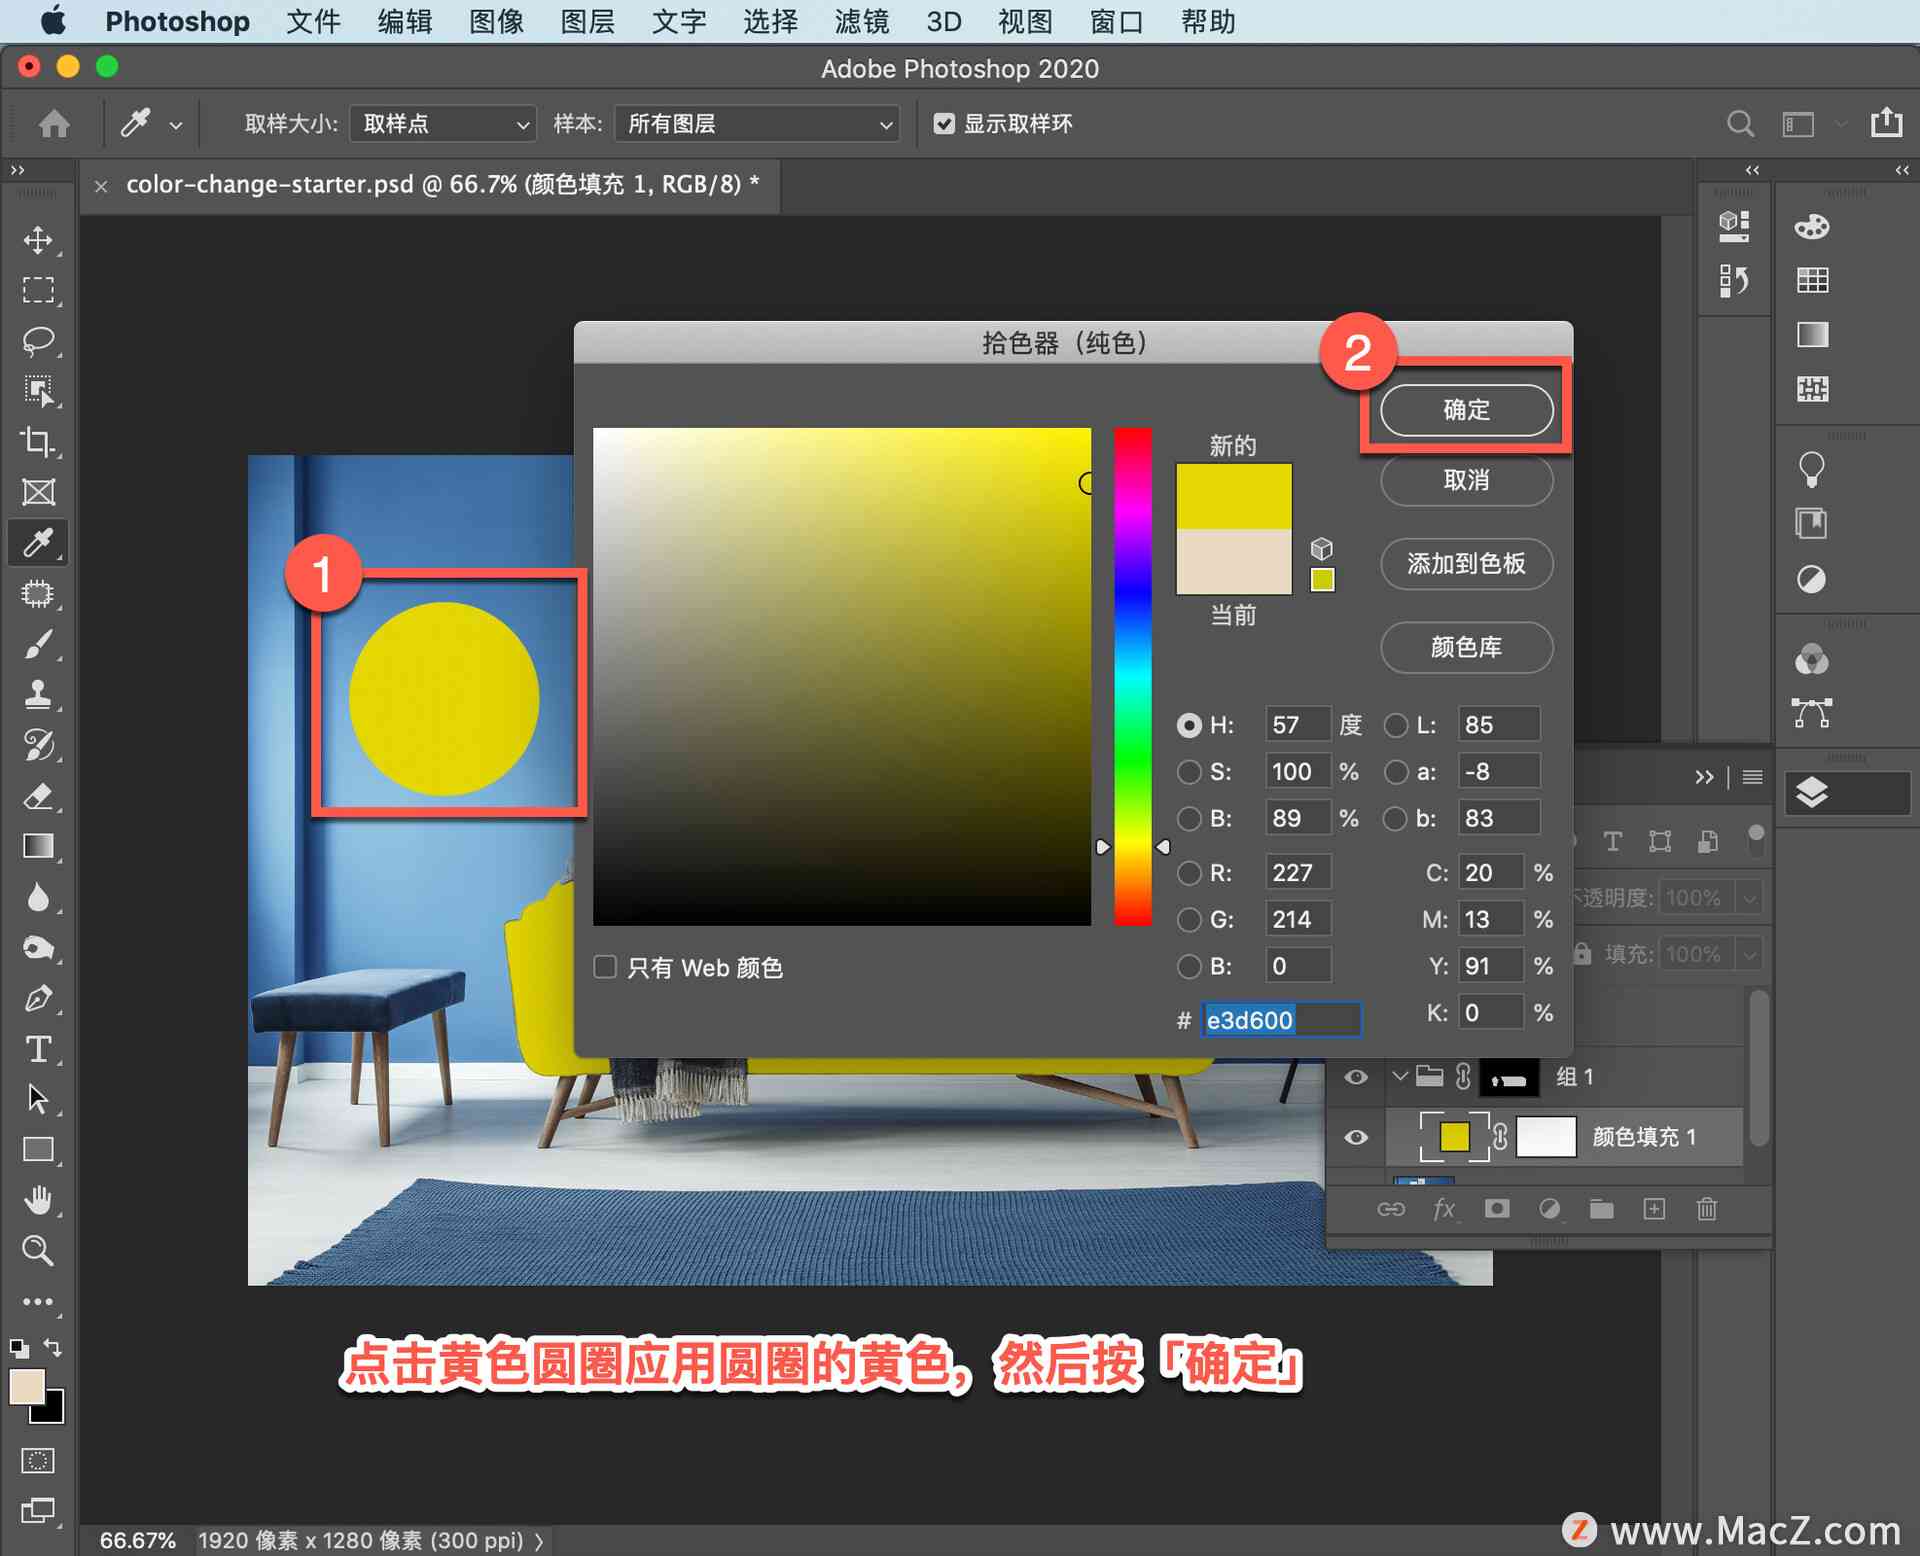 Photoshop 文件 编辑 图像 图层 文字 选择 滤镜 3D 视图 窗口 帮助
Adobe Photoshop 2020
取样大小: 取样点 样本: 所有图层 显示取样环
color-change-starter.psd @ 66.7% (颜色填充 1, RGB/8) *
拾色器（纯色）
2
确定
新的
取消
1
添加到色板
当前
颜色库
H: 57 度 L: 85
S: 100 % a: -8
B: 89 % b: 83
R: 227 C: 20 %
G: 214 M: 13 %
B: 0 Y: 91 %
# e3d600 K: 0 %
只有 Web 颜色
不透明度: 100%
填充: 100%
组 1
颜色填充 1
fx
点击黄色圆圈应用圆圈的黄色，然后按「确定」
66.67% 1920 像素 x 1280 像素 (300 ppi)
Z www.MacZ.com